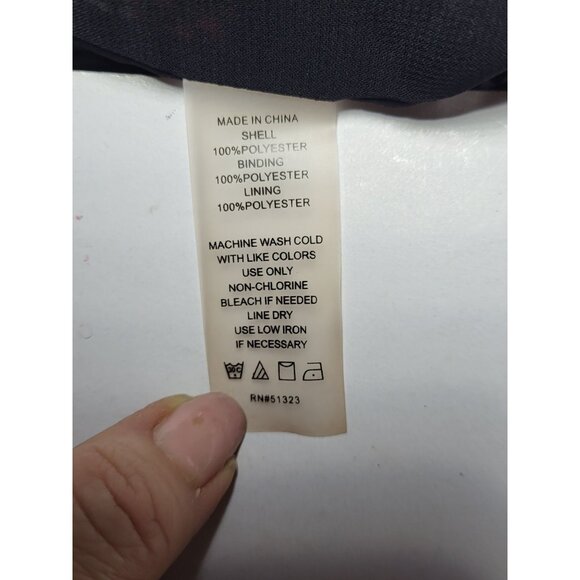 MADE IN CHINA
SHELL
100%POLYESTER
BINDING
100%POLYESTER
LINING
100%POLYESTER
MACHINE WASH COLD
WITH LIKE COLORS
USE ONLY
NON-CHLORINE
BLEACH IF NEEDED
LINE DRY
USE LOW IRON
IF NECESSARY
30C
RN#51323